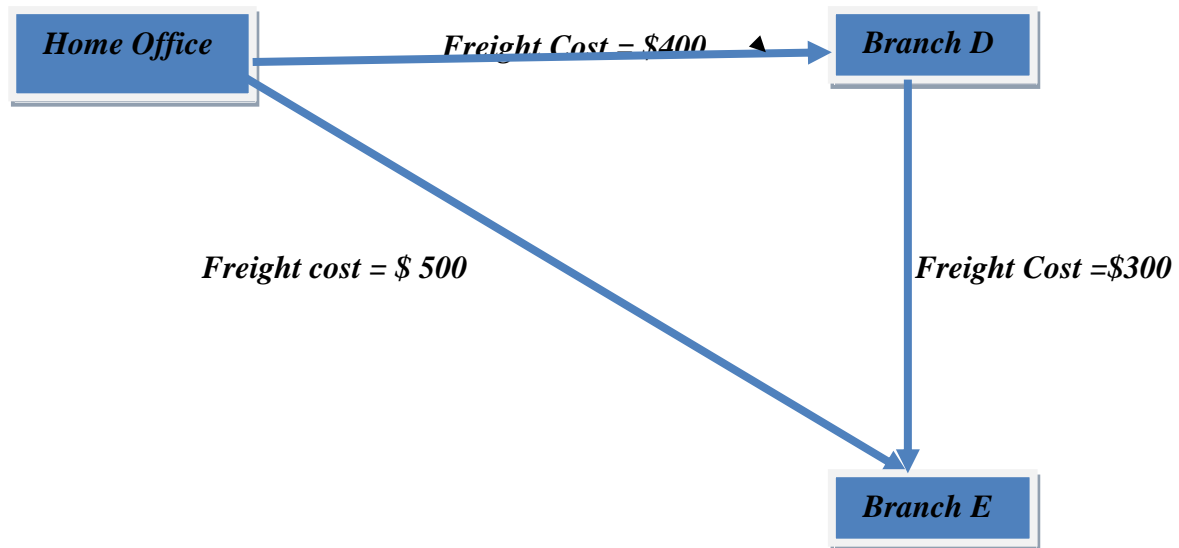 Home Office
Freight Cost = $400
Branch D
Freight cost = $ 500
Freight Cost =$300
Branch E